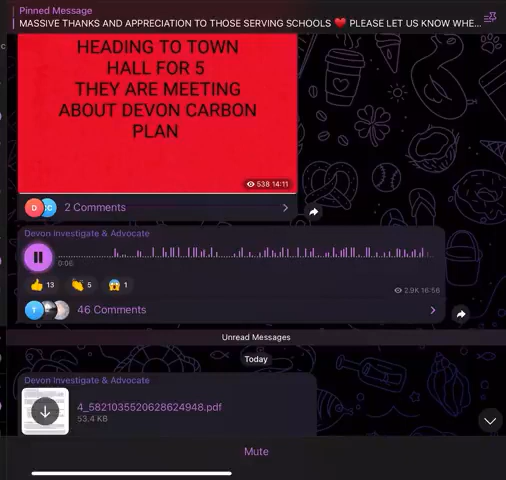 Pinned Message
MASSIVE THANKS AND APPRECIATION TO THOSE SERVING SCHOOLS ❤️ PLEASE LET US KNOW WHE...
HEADING TO TOWN
HALL FOR 5
THEY ARE MEETING
ABOUT DEVON CARBON
PLAN
538 14:11
D C
2 Comments
Devon Investigate & Advocate
0:06
👍 13 👏 5 😱 1
2.9K 16:56
T
46 Comments
Unread Messages
Today
Devon Investigate & Advocate
4_5821035520628624948.pdf
53,4 KB
Mute